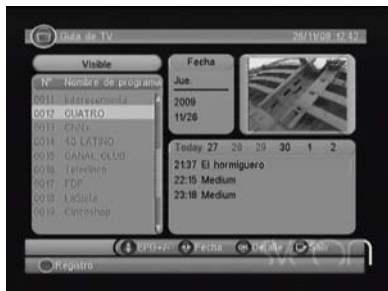 Guía de TV
26/11/09 12:42
Visible
Nº Nombre de programa
0011 Intereconomía
0012 CUATRO
0013 CNN+
0014 40 LATINO
0015 CANAL CLUB
0016 Telecinco
0017 FDF
0018 LaSiete
0019 Cincoshop
Fecha
Jue.
2009
11/26
Today 27 28 29 30 1 2
21:37 El hormiguero
22:15 Medium
23:18 Medium
EPG+/- Fecha Detalle Salir
Registro